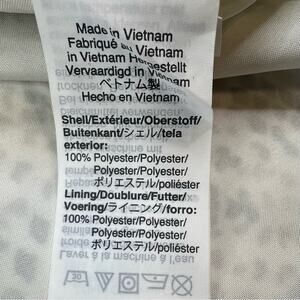 Made in Vietnam
Fabriqué au Vietnam
in Vietnam Hergestellt
Vervaardigd in Vietnam
ベトナム製
Hecho en Vietnam
Shell/Extérieur/Oberstoff/
Buitenkant/シェル/tela
exterior:
100% Polyester/Polyester/
Polyester/Polyester/
ポリエステル/poliéster
Lining/Doublure/Futter/
Voering/ライニング/forro:
100% Polyester/Polyester/
Polyester/Polyester/
ポリエステル/poliéster
30